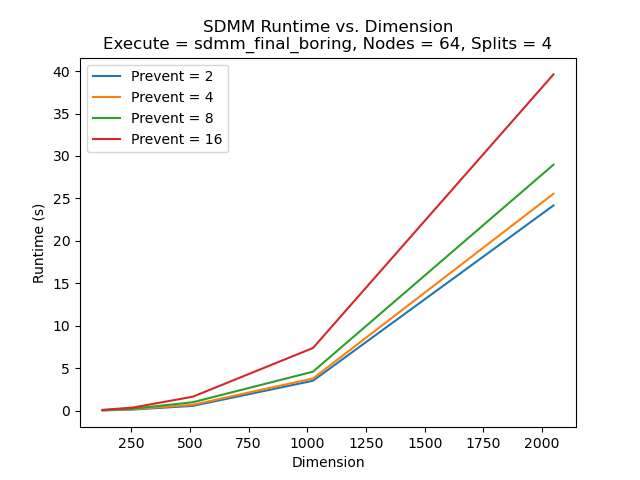 SDMM Runtime vs. Dimension
Execute = sdmm_final_boring, Nodes = 64, Splits = 4
Prevent = 2
Prevent = 4
Prevent = 8
Prevent = 16
Runtime (s)
40
35
30
25
20
15
10
5
0
250 500 750 1000 1250 1500 1750 2000
Dimension